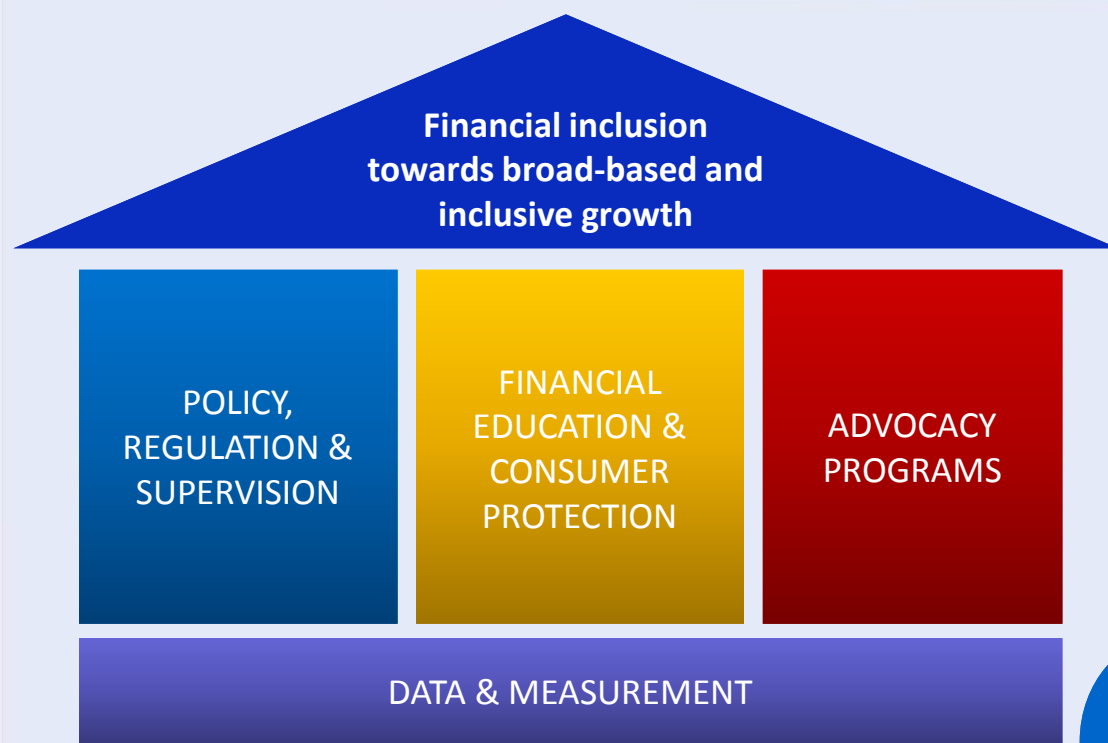 Financial inclusion
towards broad-based and
inclusive growth
POLICY,
REGULATION &
SUPERVISION
FINANCIAL
EDUCATION &
CONSUMER
PROTECTION
ADVOCACY
PROGRAMS
DATA & MEASUREMENT